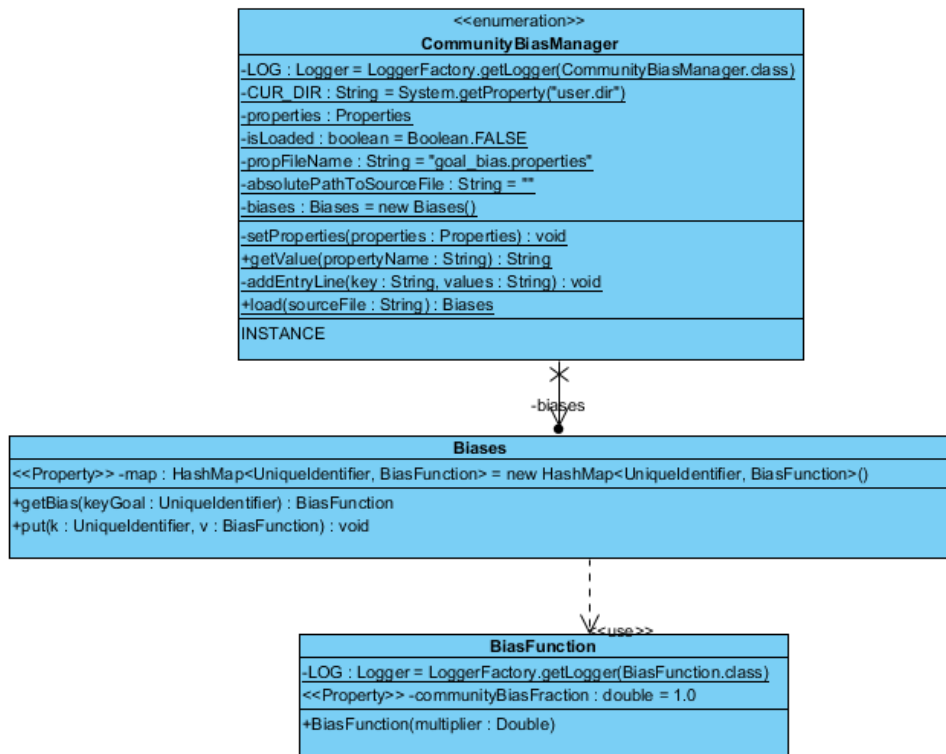 <<enumeration>>
CommunityBiasManager
-LOG : Logger = LoggerFactory.getLogger(CommunityBiasManager.class)
-CUR_DIR : String = System.getProperty("user.dir")
-properties : Properties
-isLoaded : boolean = Boolean.FALSE
-propFileName : String = "goal_bias.properties"
-absolutePathToSourceFile : String = ""
-biases : Biases = new Biases()
-setProperties(properties : Properties) : void
+getValue(propertyName : String) : String
-addEntryLine(key : String, values : String) : void
+load(sourceFile : String) : Biases
INSTANCE
-biases
Biases
<<Property>> -map : HashMap<UniqueIdentifier, BiasFunction> = new HashMap<UniqueIdentifier, BiasFunction>()
+getBias(keyGoal : UniqueIdentifier) : BiasFunction
+put(k : UniqueIdentifier, v : BiasFunction) : void
<<use>>
BiasFunction
-LOG : Logger = LoggerFactory.getLogger(BiasFunction.class)
<<Property>> -communityBiasFraction : double = 1.0
+BiasFunction(multiplier : Double)